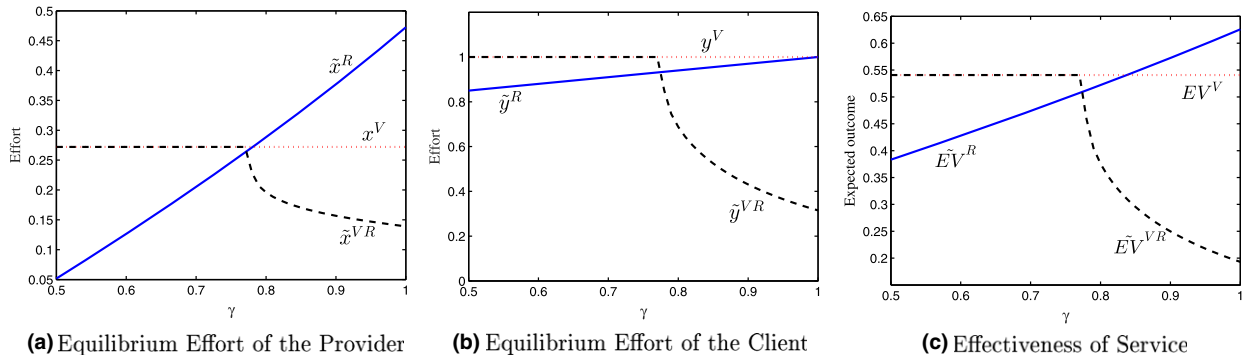 0.5
0.45
0.4
0.35
0.3
0.25
0.2
0.15
0.1
0.05
Effort
x̃^R
x^V
x̃^VR
0.5 0.6 0.7 0.8 0.9 1
γ
(a) Equilibrium Effort of the Provider
1
0.8
0.6
0.4
0.2
0
Effort
y^V
ỹ^R
ỹ^VR
0.5 0.6 0.7 0.8 0.9 1
γ
(b) Equilibrium Effort of the Client
0.65
0.6
0.55
0.5
0.45
0.4
0.35
0.3
0.25
0.2
Expected outcome
EV^V
ẼV^R
ẼV^VR
0.5 0.6 0.7 0.8 0.9 1
γ
(c) Effectiveness of Service